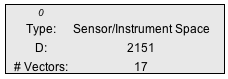 0
Type: Sensor/Instrument Space
D: 2151
# Vectors: 17